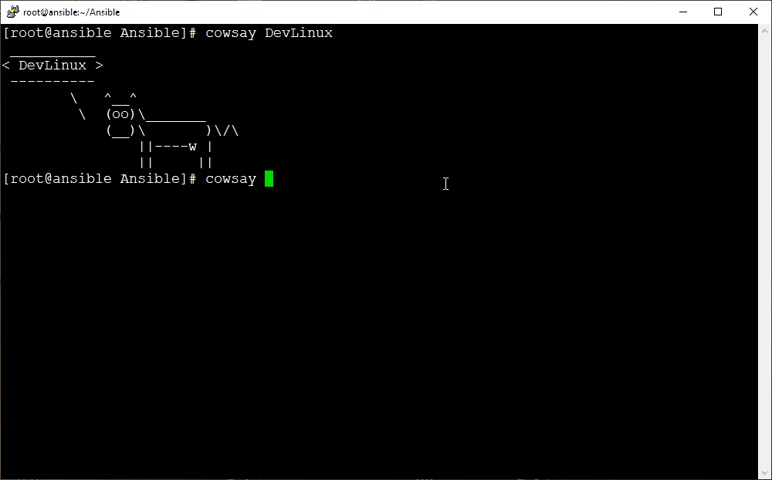 root@ansible:~/Ansible
[root@ansible Ansible]# cowsay DevLinux
 __________
< DevLinux >
 ----------
        \   ^__^
         \  (oo)\_______
            (__)\       )\/\
                ||----w |
                ||     ||
[root@ansible Ansible]# cowsay